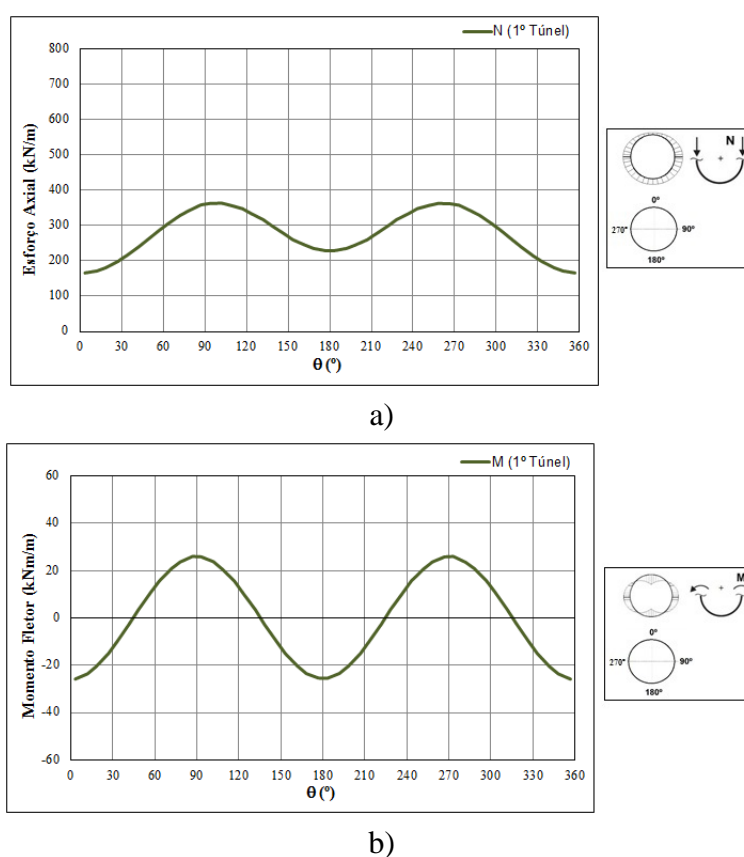 N (1º Túnel)
800
700
600
500
400
300
200
100
0
Esforço Axial (kN/m)
0 30 60 90 120 150 180 210 240 270 300 330 360
θ (º)
N
0º
270º 90º
180º
a)
M (1º Túnel)
60
40
20
0
-20
-40
-60
Momento Fletor (kNm/m)
0 30 60 90 120 150 180 210 240 270 300 330 360
θ (º)
M
0º
270º 90º
180º
b)